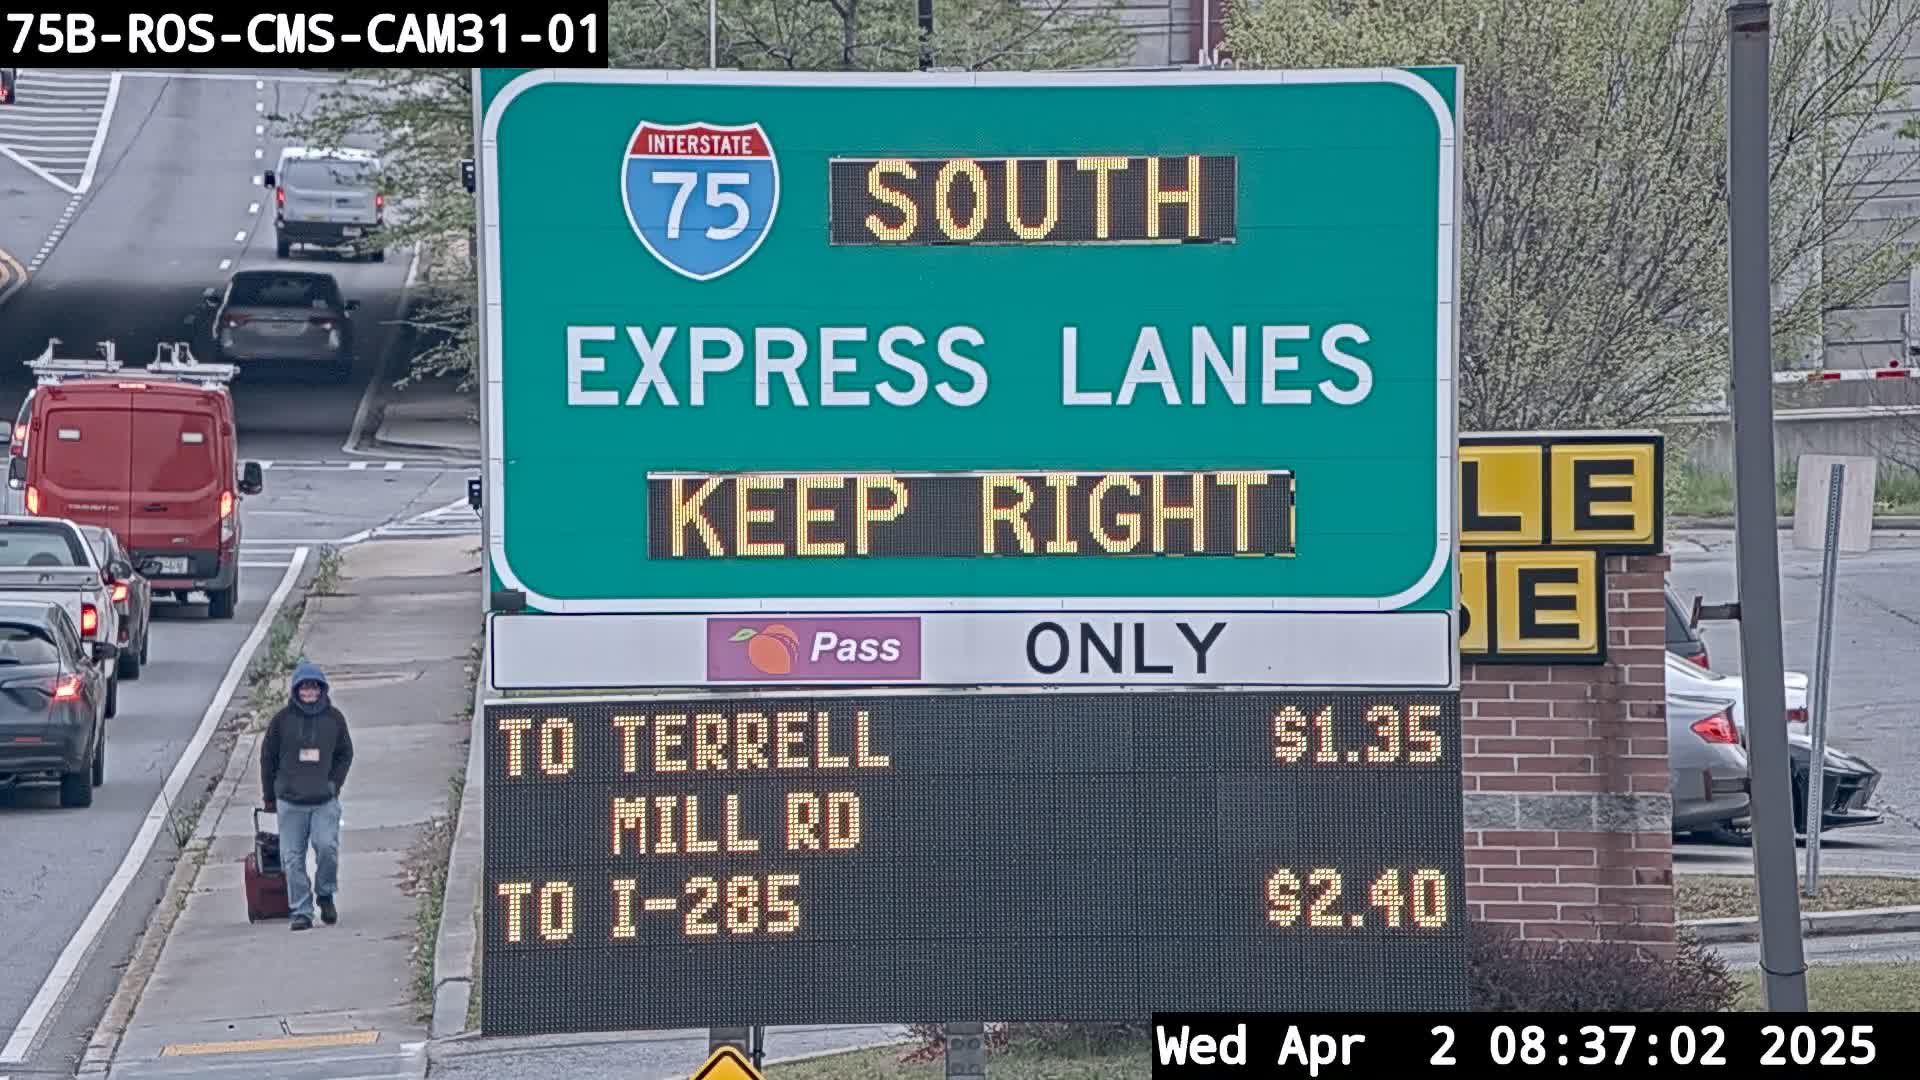 75B-ROS-CMS-CAM31-01
INTERSTATE
75
SOUTH
EXPRESS LANES
KEEP RIGHT
Pass ONLY
TO TERRELL $1.35
MILL RD
TO I-285 $2.40
LE
E
Wed Apr 2 08:37:02 2025